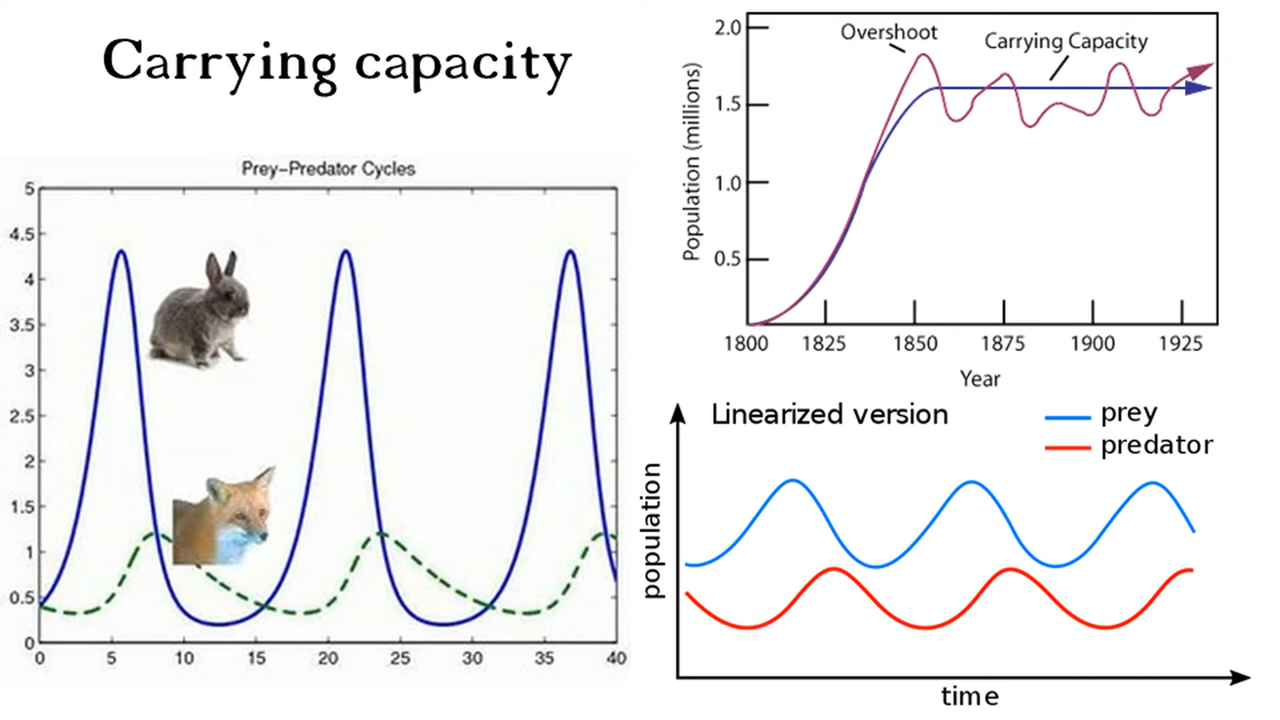 Carrying capacity
Prey-Predator Cycles
5
4.5
4
3.5
3
2.5
2
1.5
1
0.5
0
0 5 10 15 20 25 30 35 40
2.0
1.5
1.0
0.5
Population (millions)
Overshoot
Carrying Capacity
1800 1825 1850 1875 1900 1925
Year
Linearized version
prey
predator
population
time